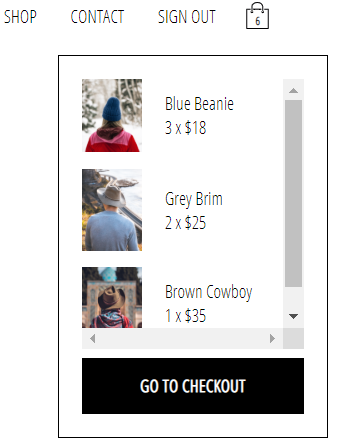 SHOP CONTACT SIGN OUT 6
Blue Beanie
3 x $18
Grey Brim
2 x $25
Brown Cowboy
1 x $35
GO TO CHECKOUT